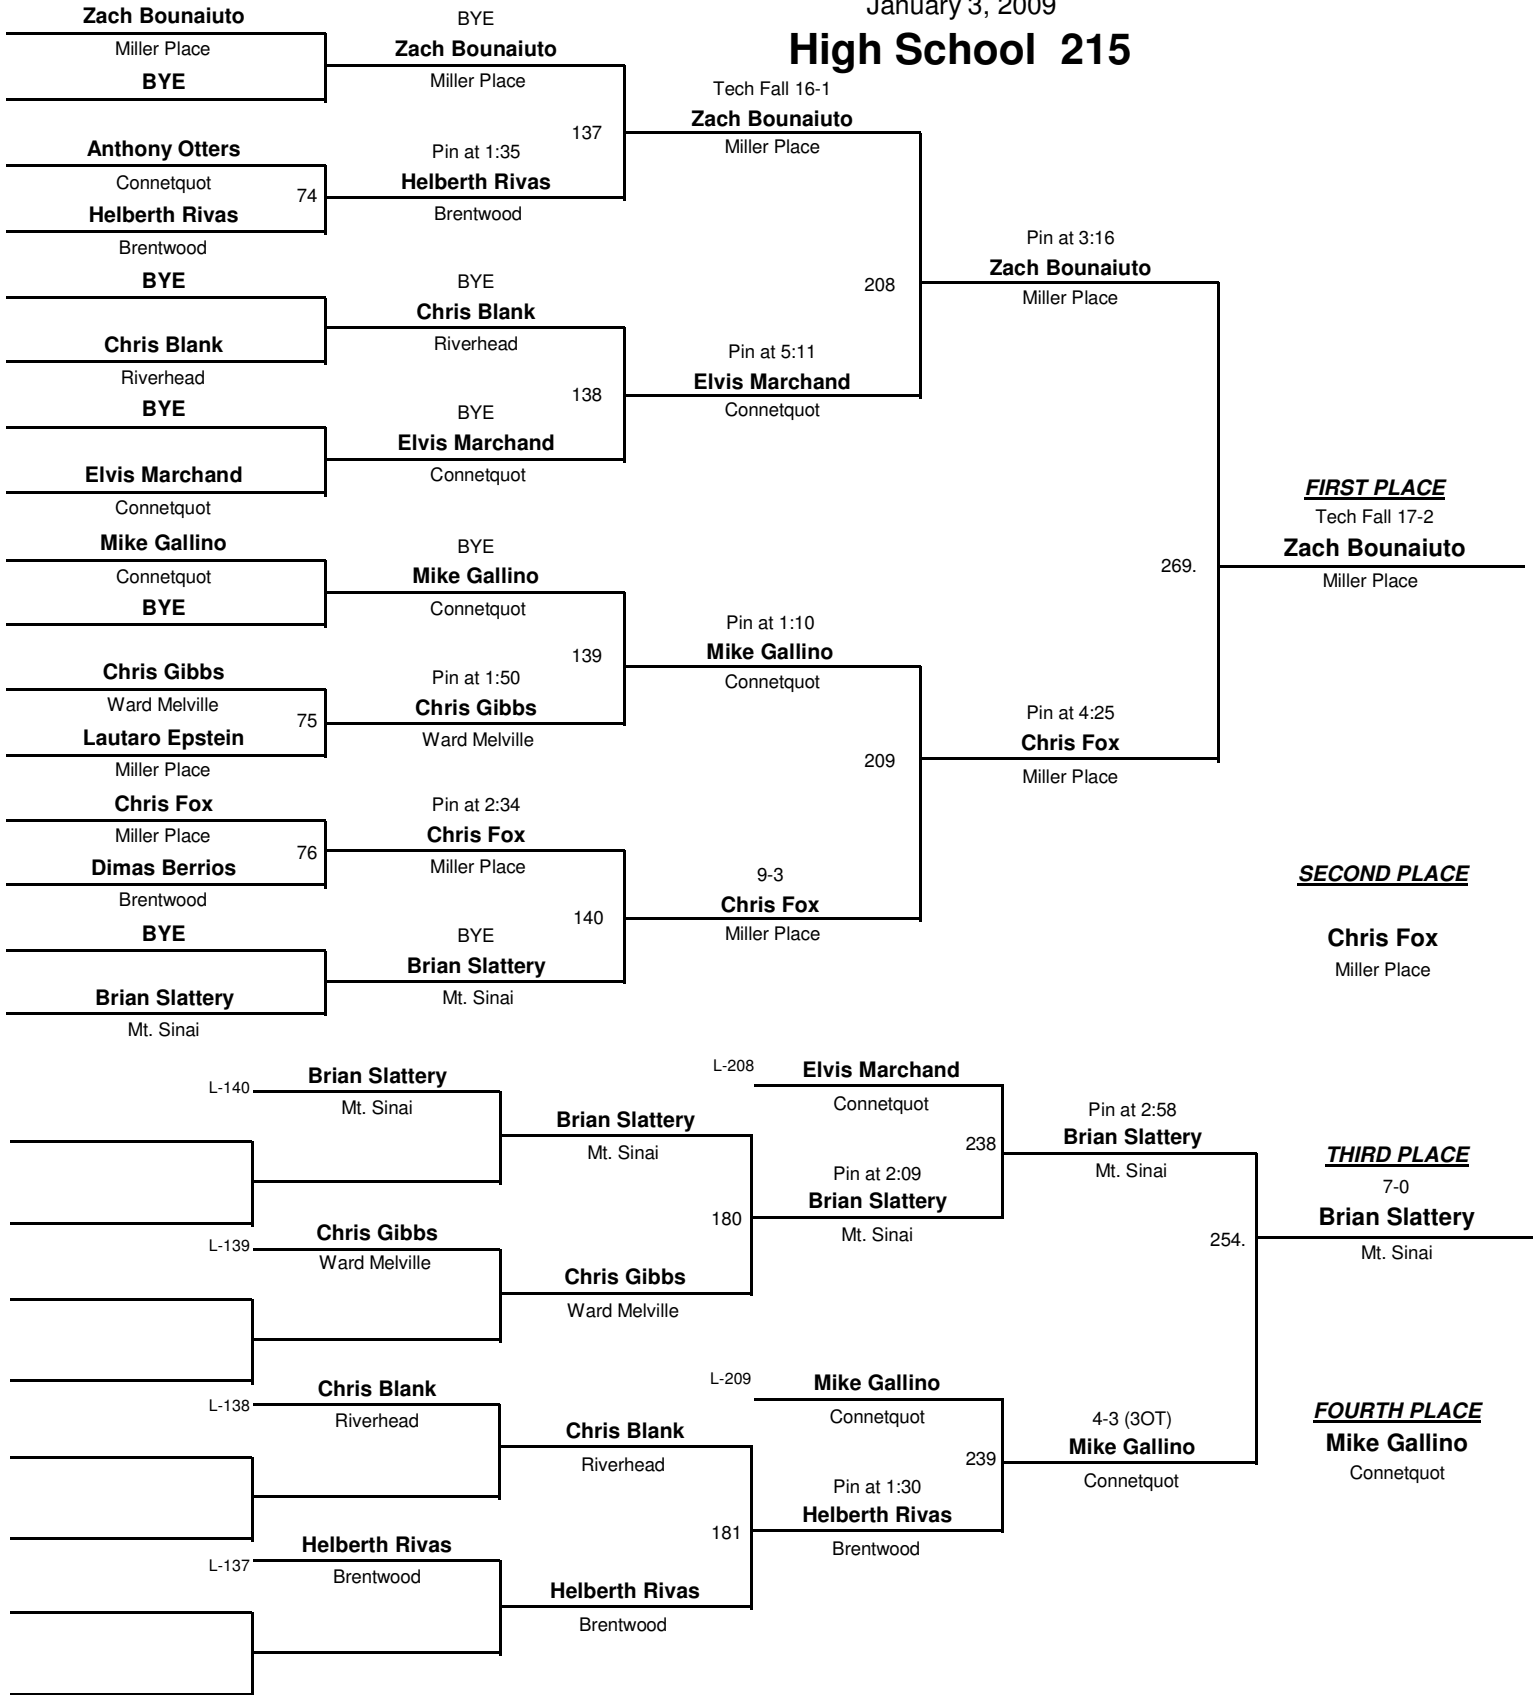 January 3, 2009
High School 215
Zach Bounaiuto
Miller Place
BYE
Anthony Otters
Connetquot
74
Helberth Rivas
Brentwood
BYE
Chris Blank
Riverhead
BYE
Elvis Marchand
Connetquot
Mike Gallino
Connetquot
BYE
Chris Gibbs
Ward Melville
75
Lautaro Epstein
Miller Place
Chris Fox
Miller Place
76
Dimas Berrios
Brentwood
BYE
Brian Slattery
Mt. Sinai
BYE
Zach Bounaiuto
Miller Place
137
Pin at 1:35
Helberth Rivas
Brentwood
BYE
Chris Blank
Riverhead
138
BYE
Elvis Marchand
Connetquot
BYE
Mike Gallino
Connetquot
139
Pin at 1:50
Chris Gibbs
Ward Melville
Pin at 2:34
Chris Fox
Miller Place
140
BYE
Brian Slattery
Mt. Sinai
Tech Fall 16-1
Zach Bounaiuto
Miller Place
208
Pin at 5:11
Elvis Marchand
Connetquot
Pin at 1:10
Mike Gallino
Connetquot
209
9-3
Chris Fox
Miller Place
Pin at 3:16
Zach Bounaiuto
Miller Place
269.
Pin at 4:25
Chris Fox
Miller Place
FIRST PLACE
Tech Fall 17-2
Zach Bounaiuto
Miller Place
SECOND PLACE
Chris Fox
Miller Place
L-140
Brian Slattery
Mt. Sinai
L-139
Chris Gibbs
Ward Melville
L-138
Chris Blank
Riverhead
L-137
Helberth Rivas
Brentwood
Brian Slattery
Mt. Sinai
180
Chris Gibbs
Ward Melville
Chris Blank
Riverhead
181
Helberth Rivas
Brentwood
L-208
Elvis Marchand
Connetquot
238
Pin at 2:09
Brian Slattery
Mt. Sinai
L-209
Mike Gallino
Connetquot
239
Pin at 1:30
Helberth Rivas
Brentwood
Pin at 2:58
Brian Slattery
Mt. Sinai
254.
4-3 (3OT)
Mike Gallino
Connetquot
THIRD PLACE
7-0
Brian Slattery
Mt. Sinai
FOURTH PLACE
Mike Gallino
Connetquot